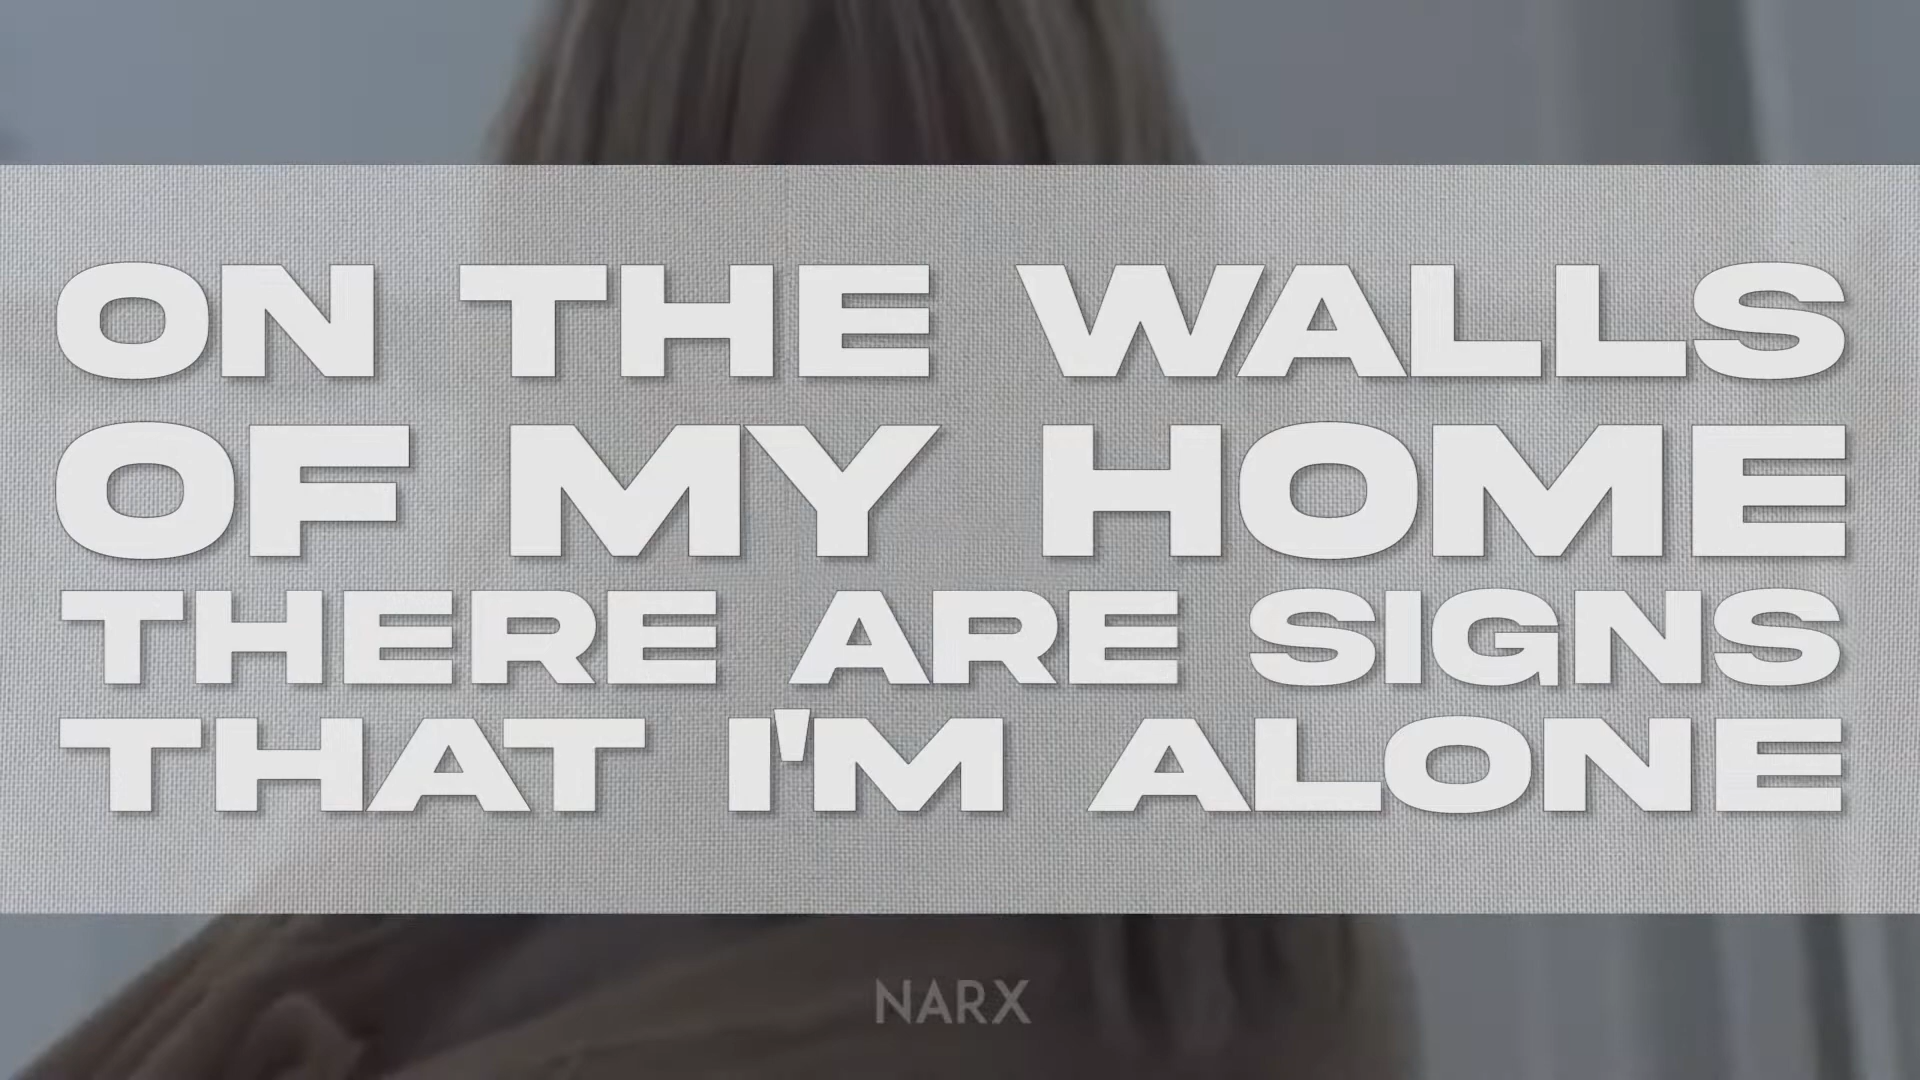 ON THE WALLS
OF MY HOME
THERE ARE SIGNS
THAT I'M ALONE
NARX